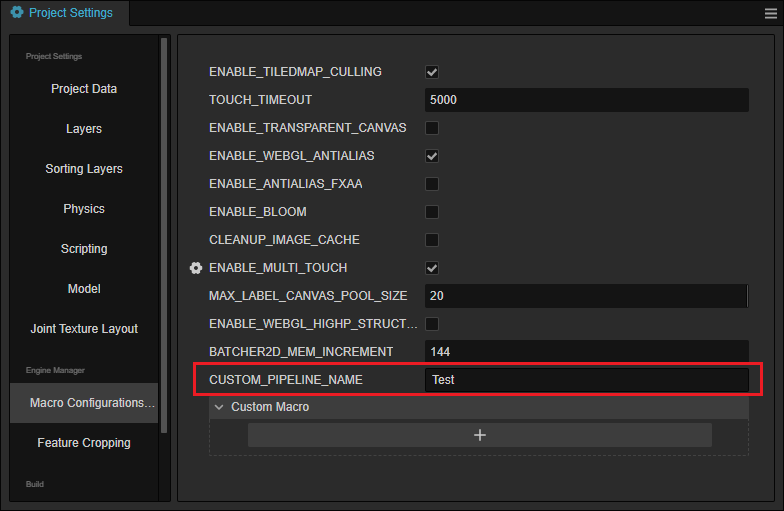 Project Settings
Project Settings
Project Data
Layers
Sorting Layers
Physics
Scripting
Model
Joint Texture Layout
Engine Manager
Macro Configurations...
Feature Cropping
Build
ENABLE_TILEDMAP_CULLING
TOUCH_TIMEOUT 5000
ENABLE_TRANSPARENT_CANVAS
ENABLE_WEBGL_ANTIALIAS
ENABLE_ANTIALIAS_FXAA
ENABLE_BLOOM
CLEANUP_IMAGE_CACHE
ENABLE_MULTI_TOUCH
MAX_LABEL_CANVAS_POOL_SIZE 20
ENABLE_WEBGL_HIGHP_STRUCT...
BATCHER2D_MEM_INCREMENT 144
CUSTOM_PIPELINE_NAME Test
Custom Macro